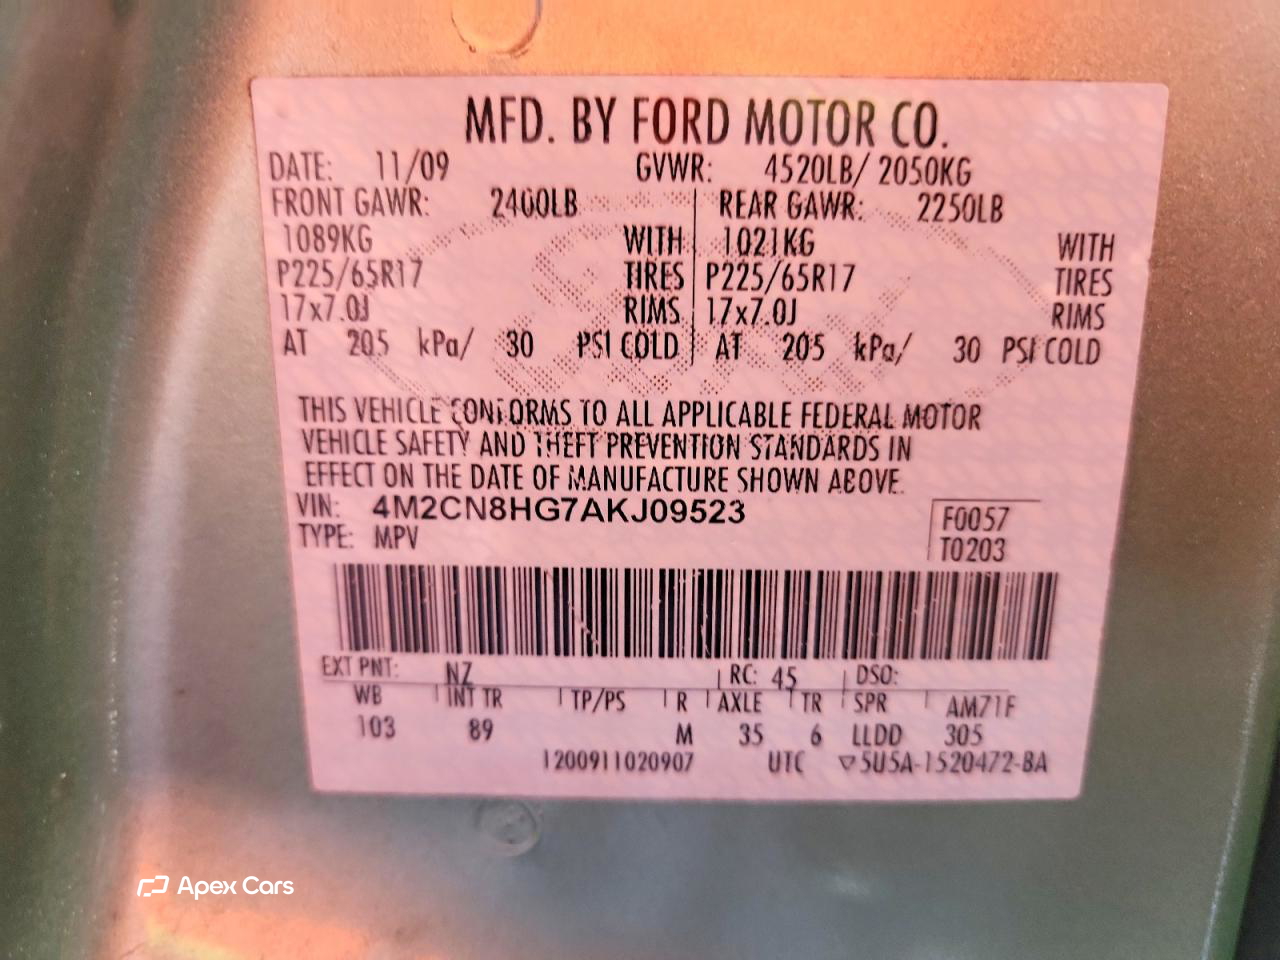 MFD. BY FORD MOTOR CO.
DATE: 11/09 GVWR: 4520LB/ 2050KG
FRONT GAWR: 2400LB REAR GAWR: 2250LB
1089KG WITH 1021KG WITH
P225/65R17 TIRES P225/65R17 TIRES
17x7.0J RIMS 17x7.0J RIMS
AT 205 kPa/ 30 PSI COLD AT 205 kPa/ 30 PSI COLD
THIS VEHICLE CONFORMS TO ALL APPLICABLE FEDERAL MOTOR
VEHICLE SAFETY AND THEFT PREVENTION STANDARDS IN
EFFECT ON THE DATE OF MANUFACTURE SHOWN ABOVE.
VIN: 4M2CN8HG7AKJ09523 F0057
TYPE: MPV T0203
EXT PNT: NZ RC: 45 DSO:
WB INT TR TP/PS R AXLE TR SPR AM71F
103 89 M 35 6 LLDD 305
1200911020907 UTC ▽5U5A-1520472-BA
Apex Cars